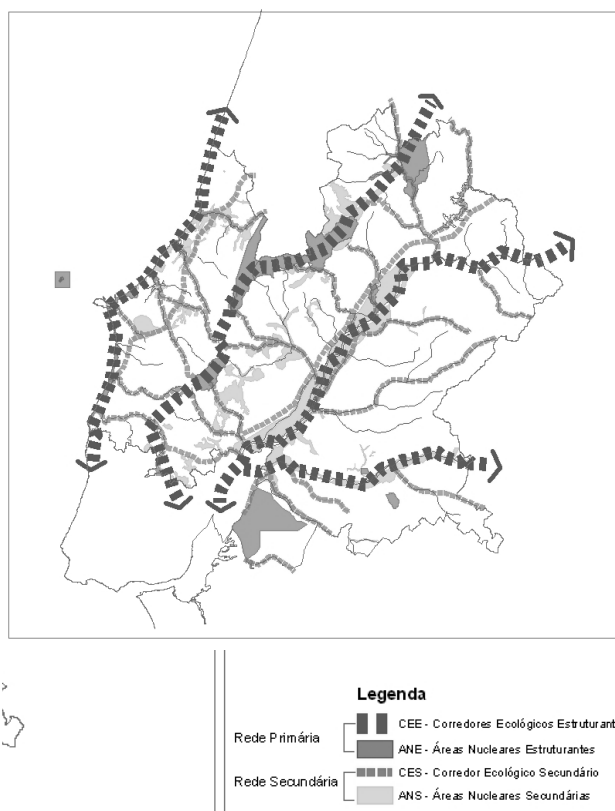 Legenda
Rede Primária
CEE - Corredores Ecológicos Estruturant
ANE - Áreas Nucleares Estruturantes
Rede Secundária
CES - Corredor Ecológico Secundário
ANS - Áreas Nucleares Secundárias